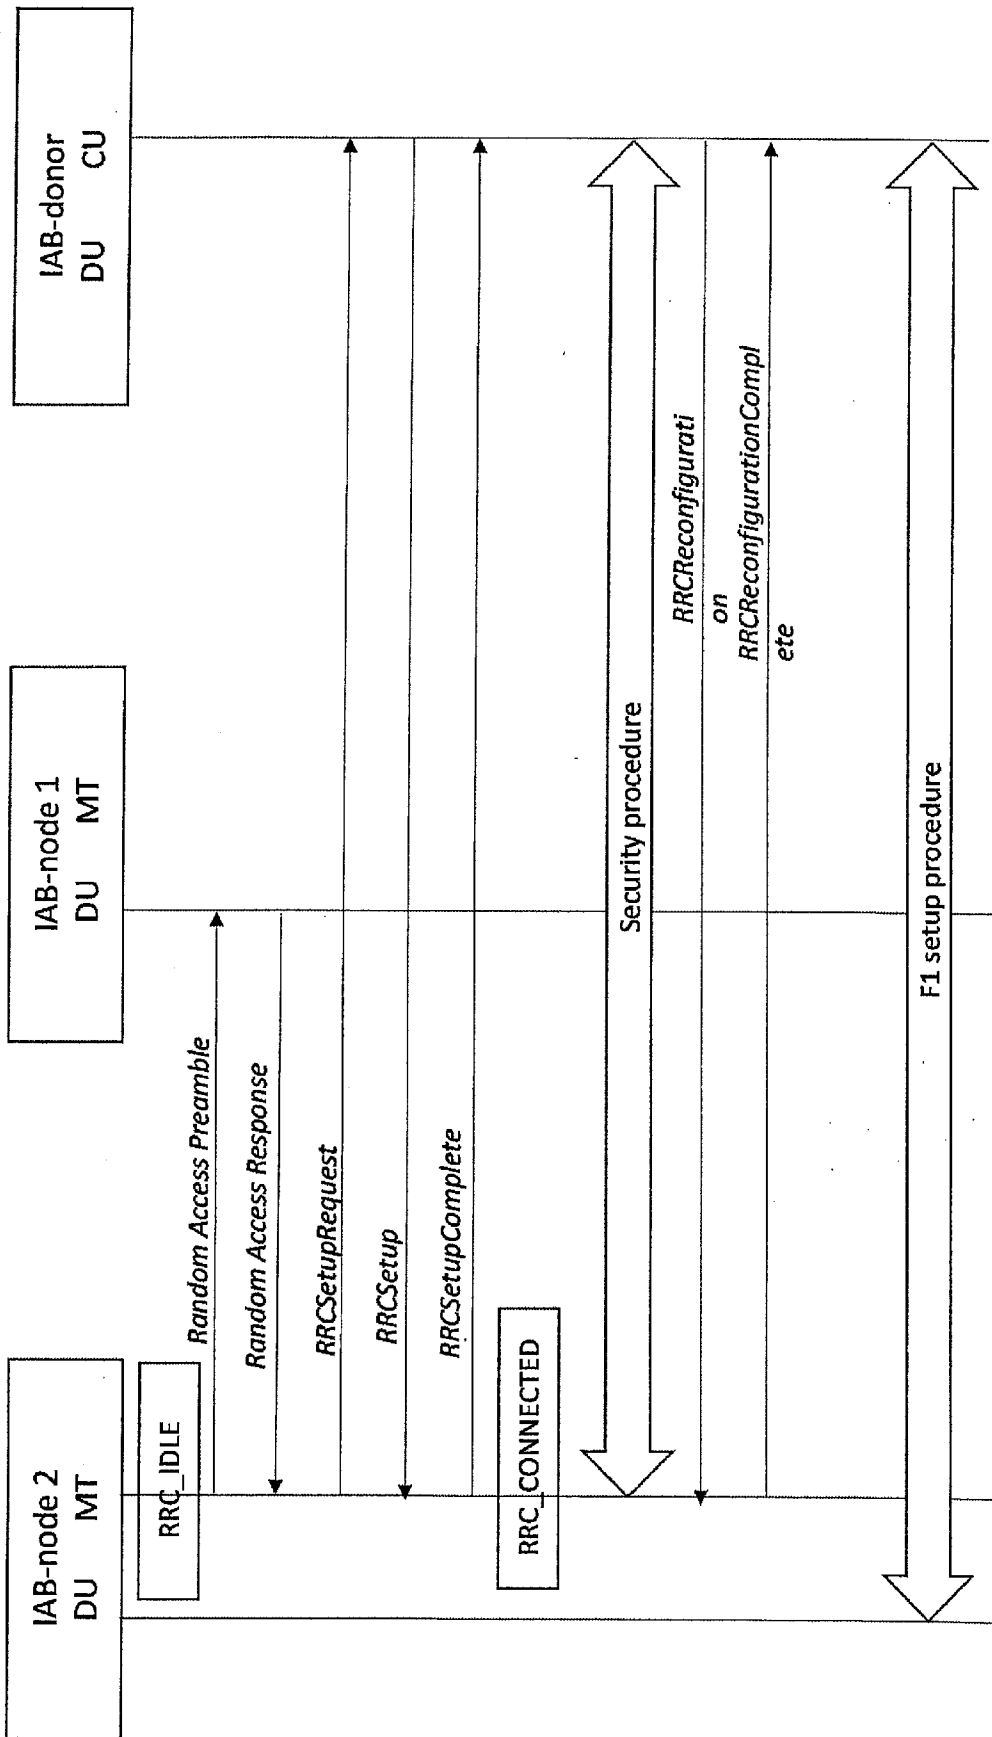 IAB-node 2
DU MT
IAB-node 1
DU MT
IAB-donor
DU CU
RRC_IDLE
Random Access Preamble
Random Access Response
RRCSetupRequest
RRCSetup
RRCSetupComplete
RRC_CONNECTED
Security procedure
RRCReconfigurati
on
RRCReconfigurationCompl
ete
F1 setup procedure